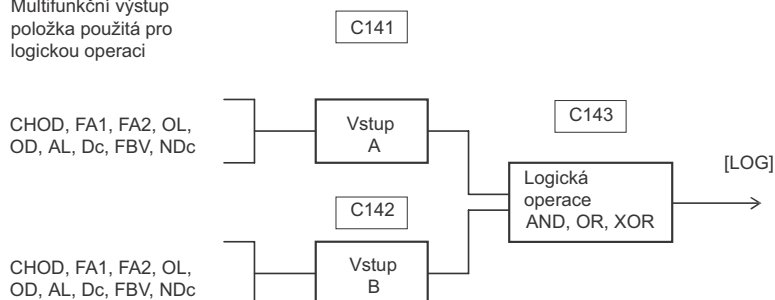 Multifunkční výstup
položka použitá pro
logickou operaci
C141
CHOD, FA1, FA2, OL,
OD, AL, Dc, FBV, NDc
Vstup
A
C143
[LOG]
Logická
operace
AND, OR, XOR
C142
CHOD, FA1, FA2, OL,
OD, AL, Dc, FBV, NDc
Vstup
B